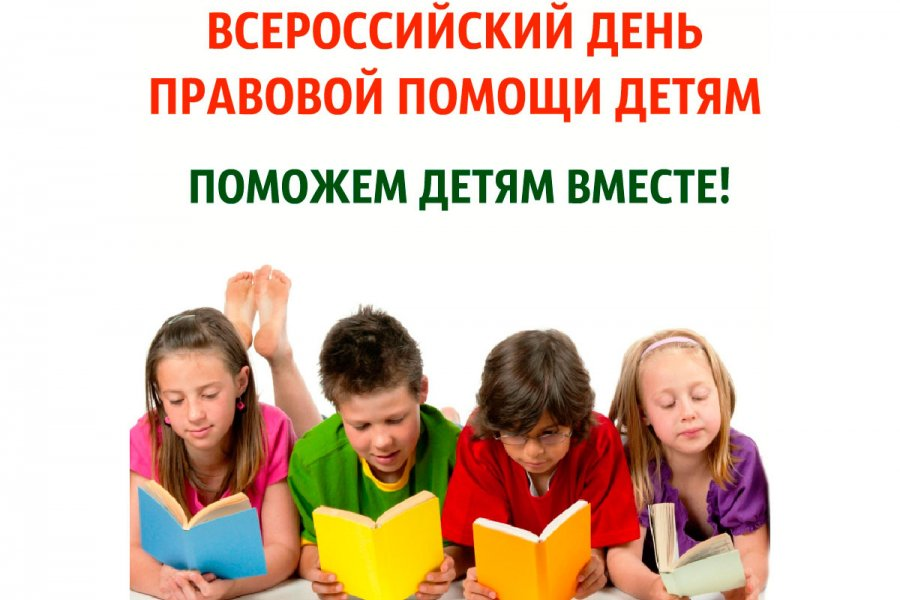 ВСЕРОССИЙСКИЙ ДЕНЬ
ПРАВОВОЙ ПОМОЩИ ДЕТЯМ
ПОМОЖЕМ ДЕТЯМ ВМЕСТЕ!